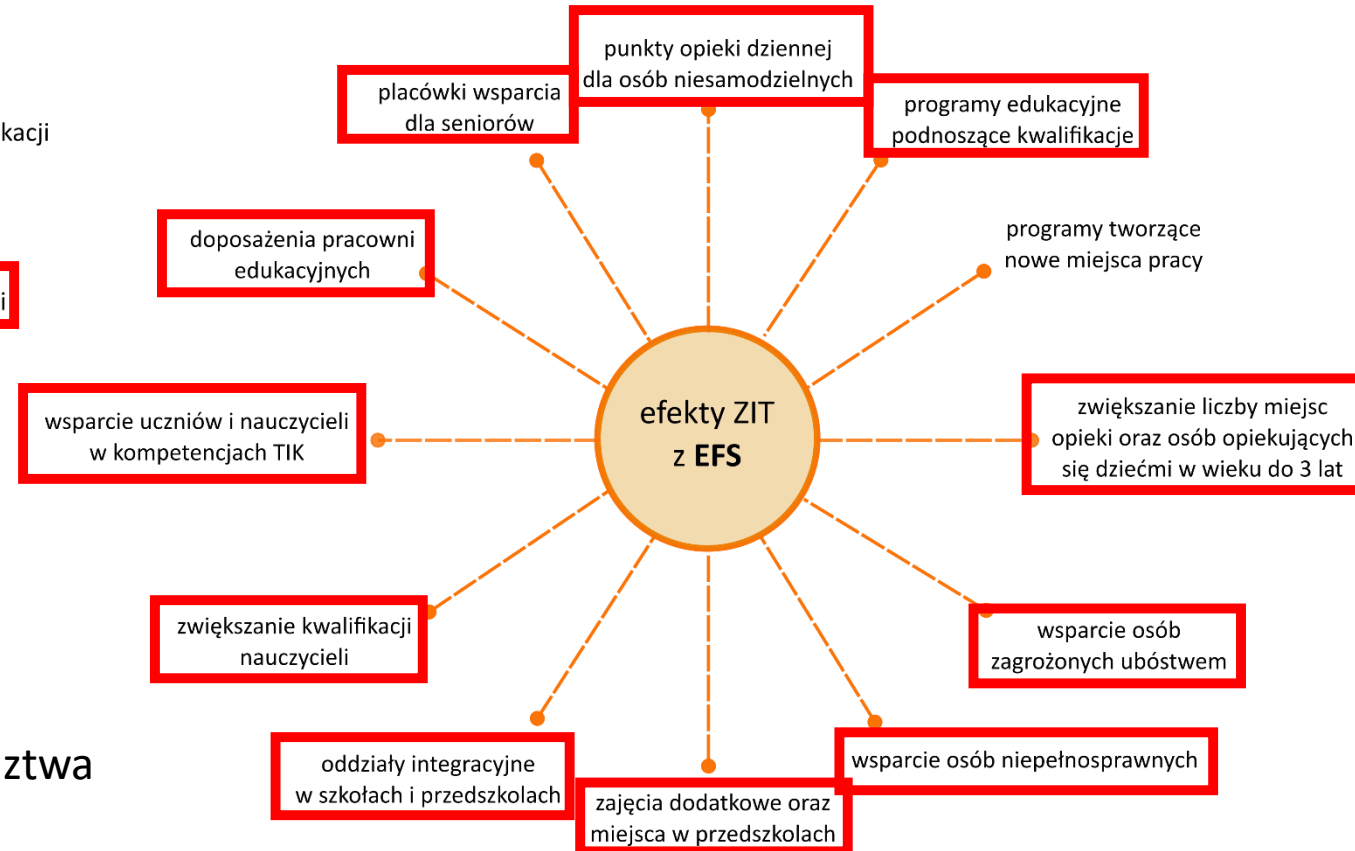 punkty opieki dziennej
dla osób niesamodzielnych
placówki wsparcia
dla seniorów
programy edukacyjne
podnoszące kwalifikacje
kacji
doposażenia pracowni
edukacyjnych
programy tworzące
nowe miejsca pracy
i
wsparcie uczniów i nauczycieli
w kompetencjach TIK
efekty ZIT
z EFS
zwiększanie liczby miejsc
opieki oraz osób opiekujących
się dziećmi w wieku do 3 lat
zwiększanie kwalifikacji
nauczycieli
wsparcie osób
zagrożonych ubóstwem
ztwa
oddziały integracyjne
w szkołach i przedszkolach
zajęcia dodatkowe oraz
miejsca w przedszkolach
wsparcie osób niepełnosprawnych